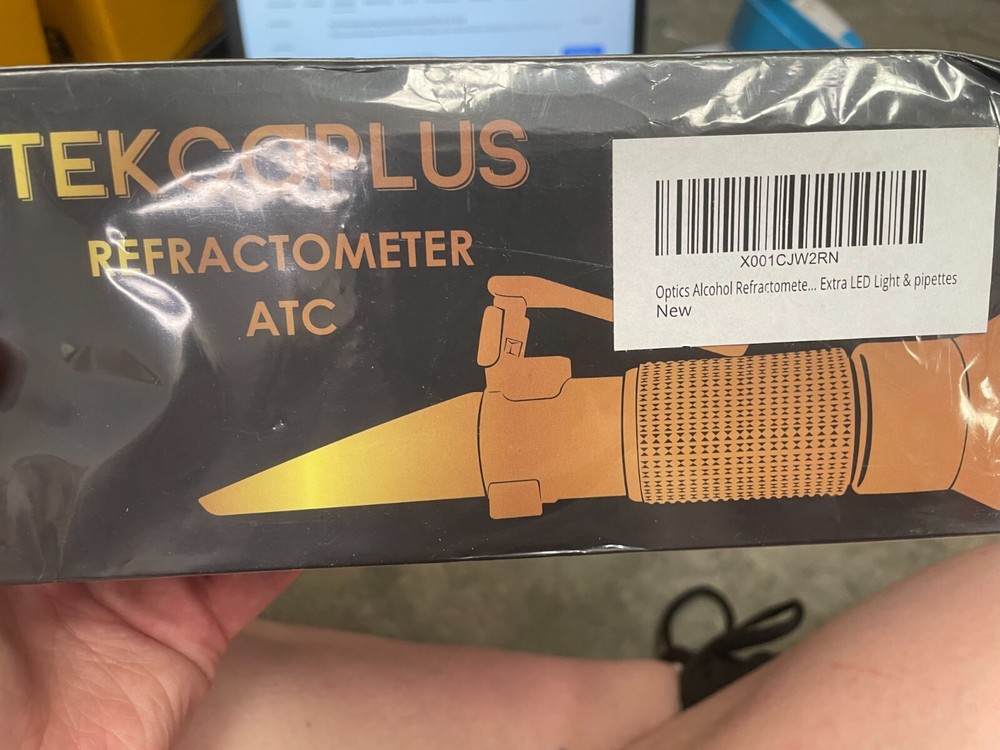 TEKCOPLUS
REFRACTOMETER
ATC
X001CJW2RN
Optics Alcohol Refractomete... Extra LED Light & pipettes
New